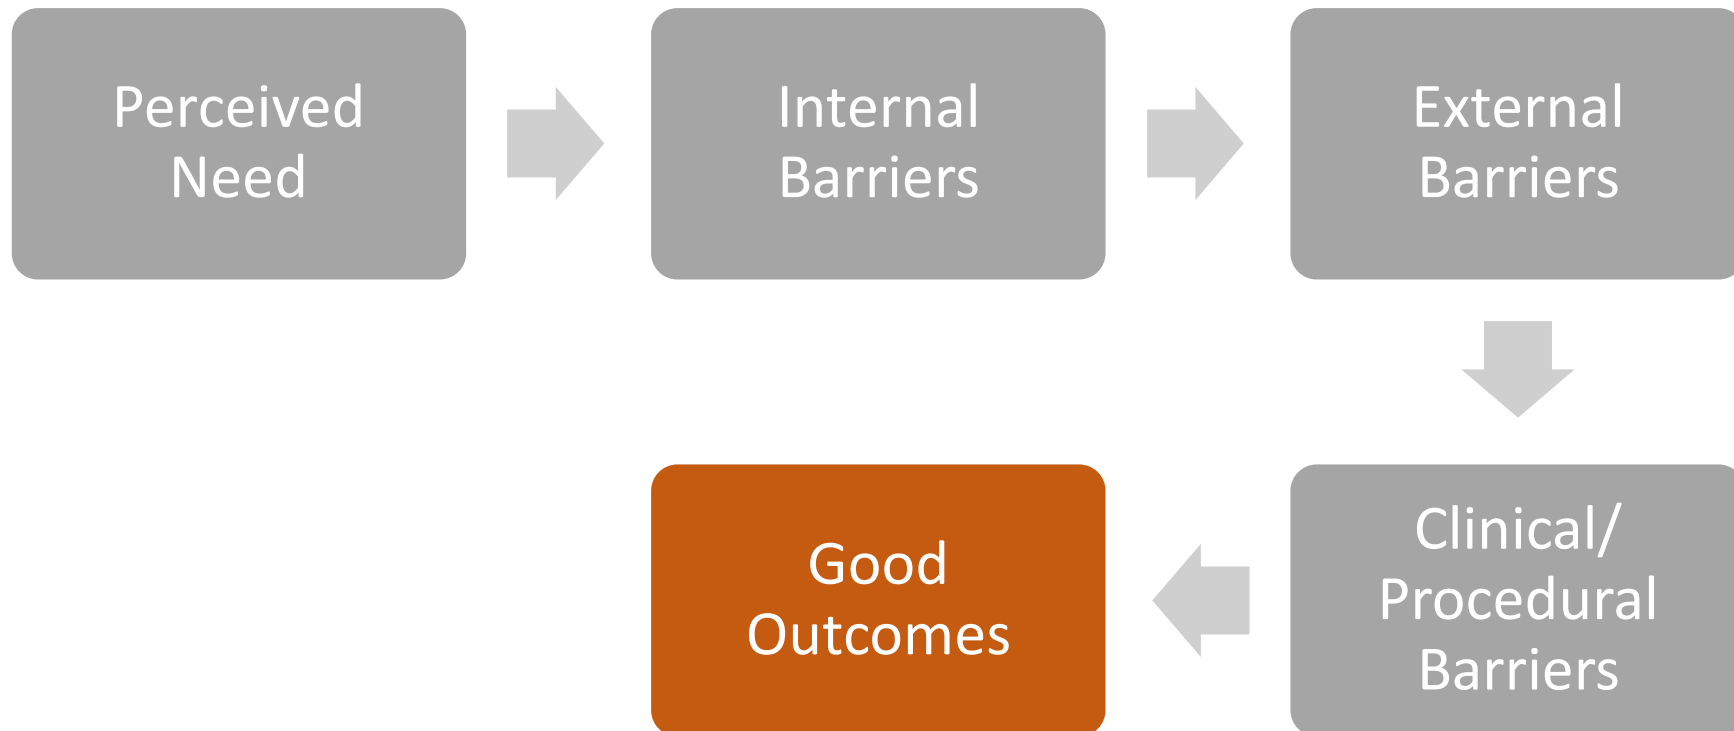 Perceived
Need
Internal
Barriers
External
Barriers
Clinical/
Procedural
Barriers
Good
Outcomes